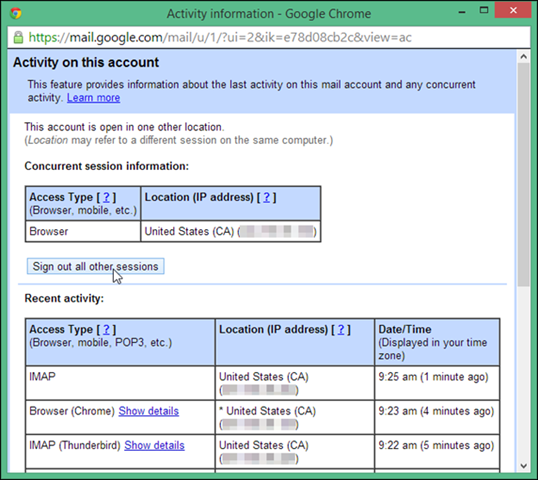 Activity information - Google Chrome
https://mail.google.com/mail/u/1/?ui=2&ik=e78d08cb2c&view=ac
Activity on this account
This feature provides information about the last activity on this mail account and any concurrent
activity. Learn more
This account is open in one other location.
(Location may refer to a different session on the same computer.)
Concurrent session information:
Access Type [ ? ] Location (IP address) [ ? ]
(Browser, mobile, etc.)
Browser United States (CA) ( )
Sign out all other sessions
Recent activity:
Access Type [ ? ] Location (IP address) [ ? ] Date/Time
(Browser, mobile, POP3, etc.) (Displayed in your time
zone)
IMAP United States (CA) 9:25 am (1 minute ago)
( )
Browser (Chrome) Show details * United States (CA) 9:23 am (4 minutes ago)
( )
IMAP (Thunderbird) Show details United States (CA) 9:22 am (5 minutes ago)
( )